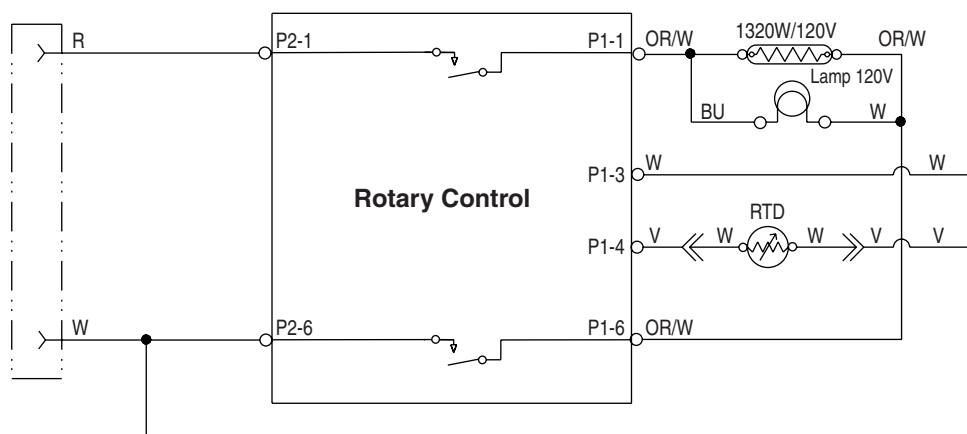 1320W/120V
R
P2-1
P1-1
OR/W
OR/W
Lamp 120V
BU
W
P1-3
W
W
Rotary Control
RTD
P1-4
V
W
W
V
V
W
P2-6
P1-6
OR/W